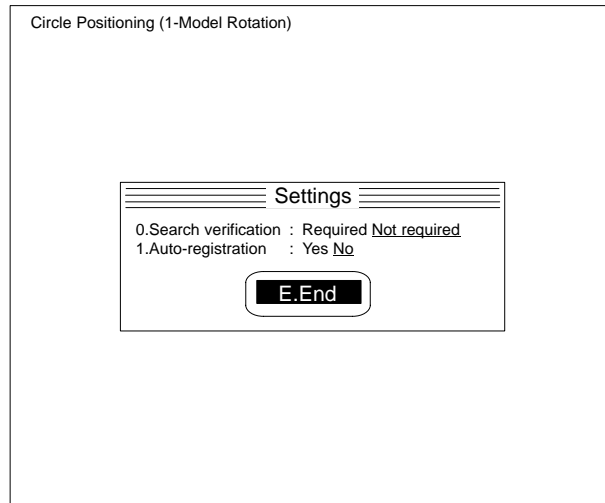 Circle Positioning (1-Model Rotation)
Settings
0.Search verification : Required Not required
1.Auto-registration : Yes No
E.End